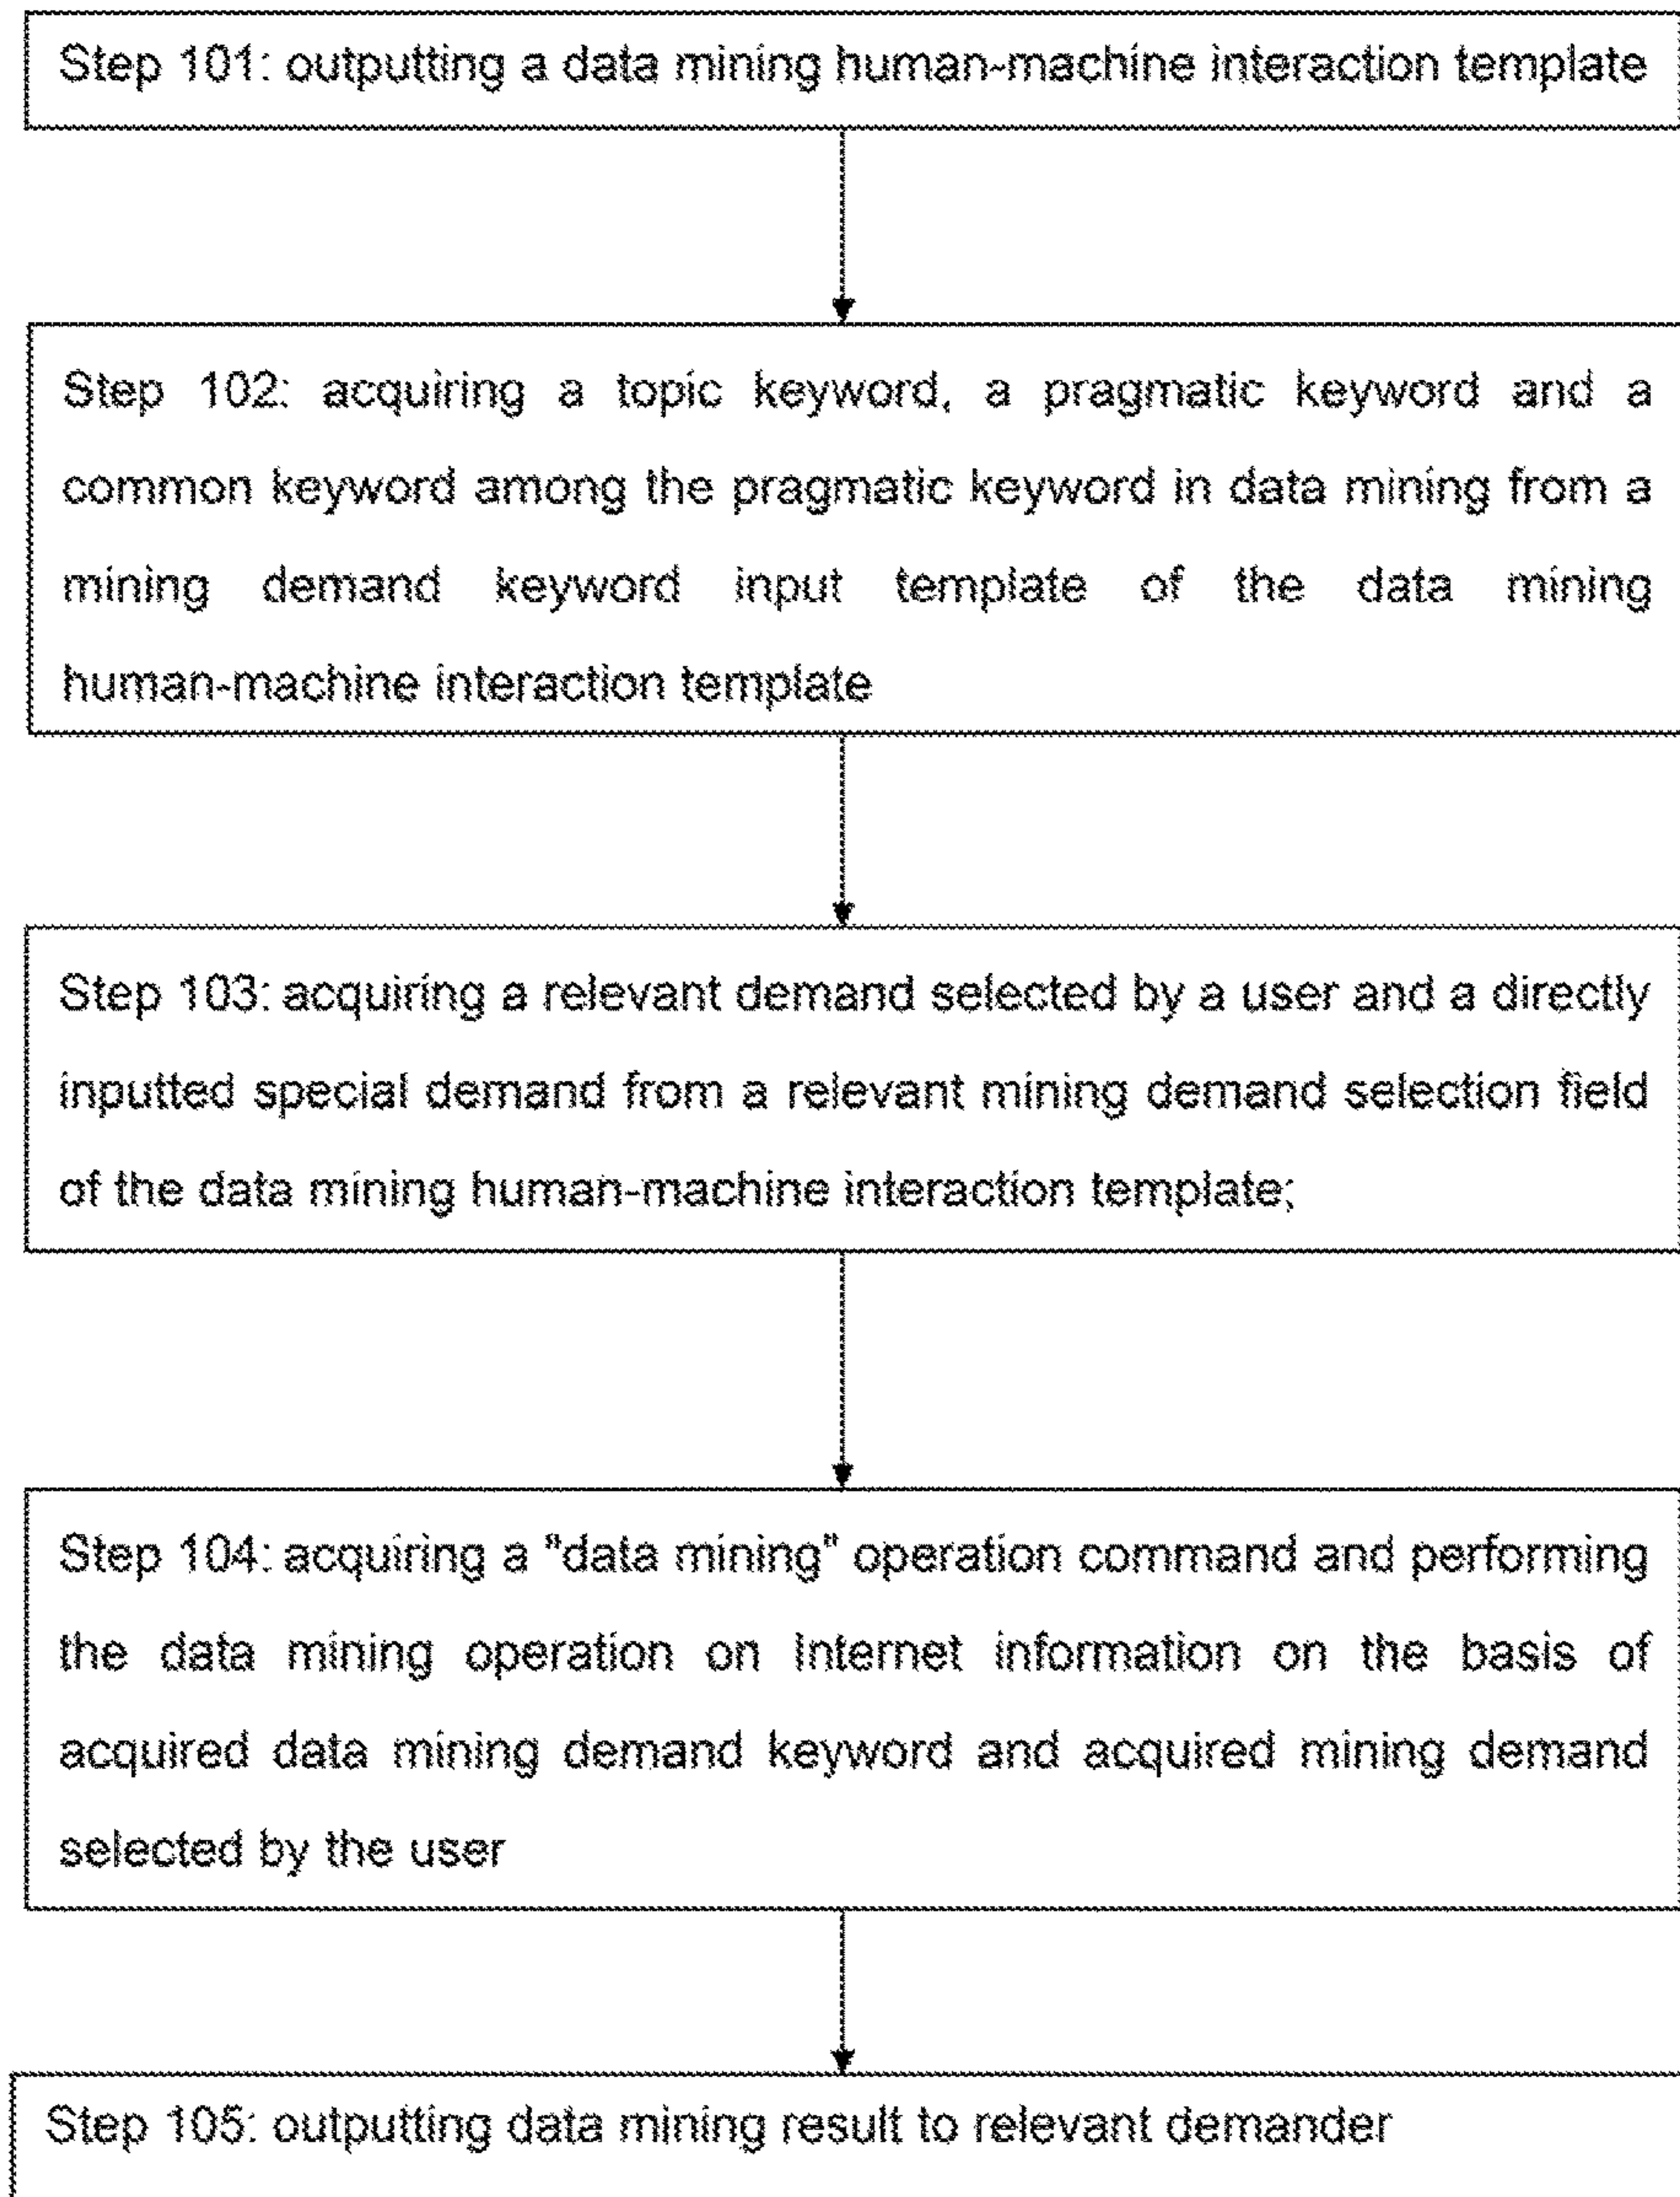 Step 101: outputting a data mining human-machine interaction template
Step 102: acquiring a topic keyword, a pragmatic keyword and a
common keyword among the pragmatic keyword in data mining from a
mining demand keyword input template of the data mining
human-machine interaction template
Step 103: acquiring a relevant demand selected by a user and a directly
inputted special demand from a relevant mining demand selection field
of the data mining human-machine interaction template;
Step 104: acquiring a "data mining" operation command and performing
the data mining operation on Internet information on the basis of
acquired data mining demand keyword and acquired mining demand
selected by the user
Step 105: outputting data mining result to relevant demander